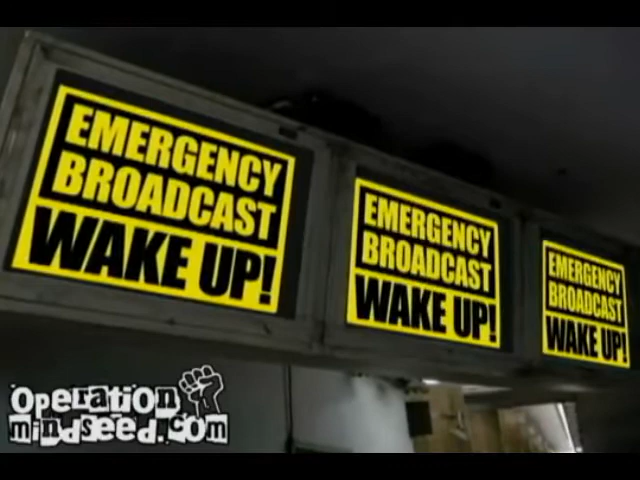 EMERGENCY
BROADCAST
WAKE UP!
EMERGENCY
BROADCAST
WAKE UP!
EMERGENCY
BROADCAST
WAKE UP!
OpeRatiOn
mindseed.com